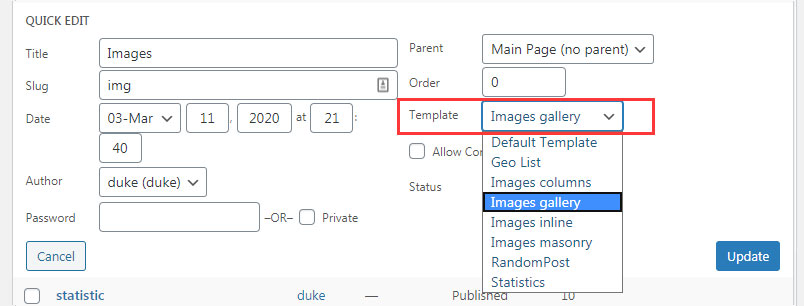 QUICK EDIT
Title Images
Slug img
Date 03-Mar 11 , 2020 at 21 :
40
Author duke (duke)
Password –OR– Private
Parent Main Page (no parent)
Order 0
Template Images gallery
Allow Co
Status
Default Template
Geo List
Images columns
Images gallery
Images inline
Images masonry
RandomPost
Statistics
Cancel Update
statistic duke — Published 10